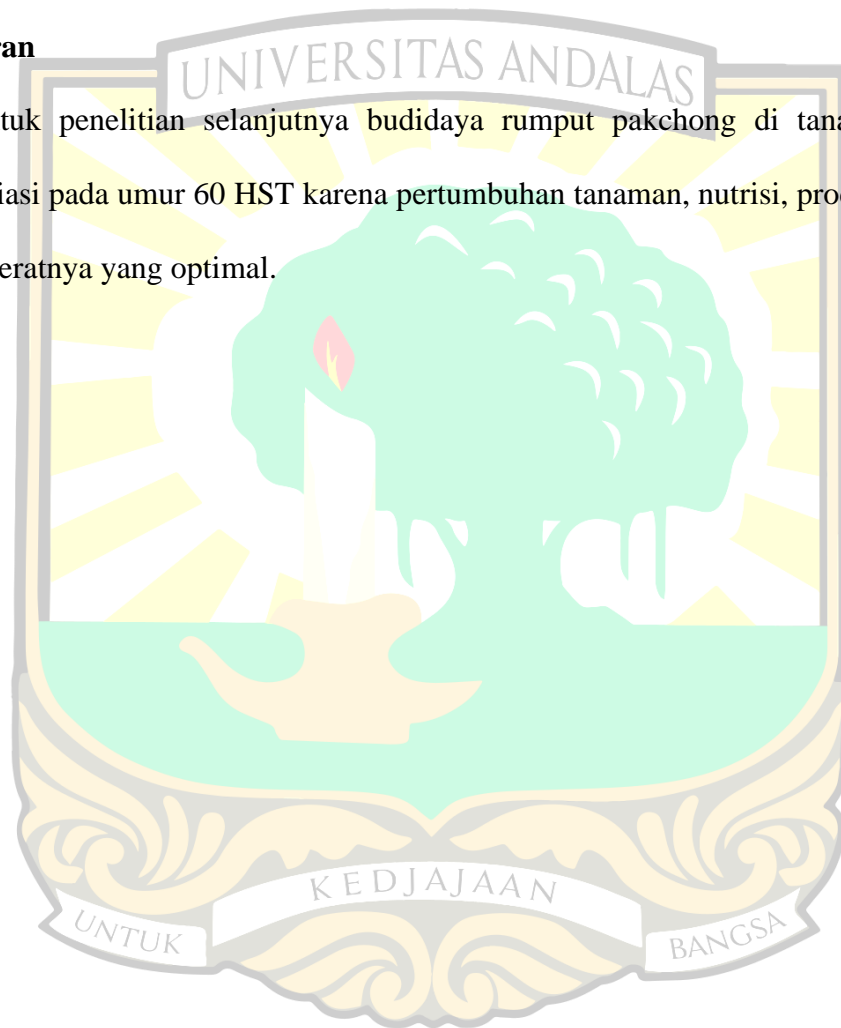 ran
UNIVERSITAS ANDALAS
tuk penelitian selanjutnya budidaya rumput pakchong di tana
iasi pada umur 60 HST karena pertumbuhan tanaman, nutrisi, pro
eratnya yang optimal.
KEDJAJAAN
UNTUK
BANGSA